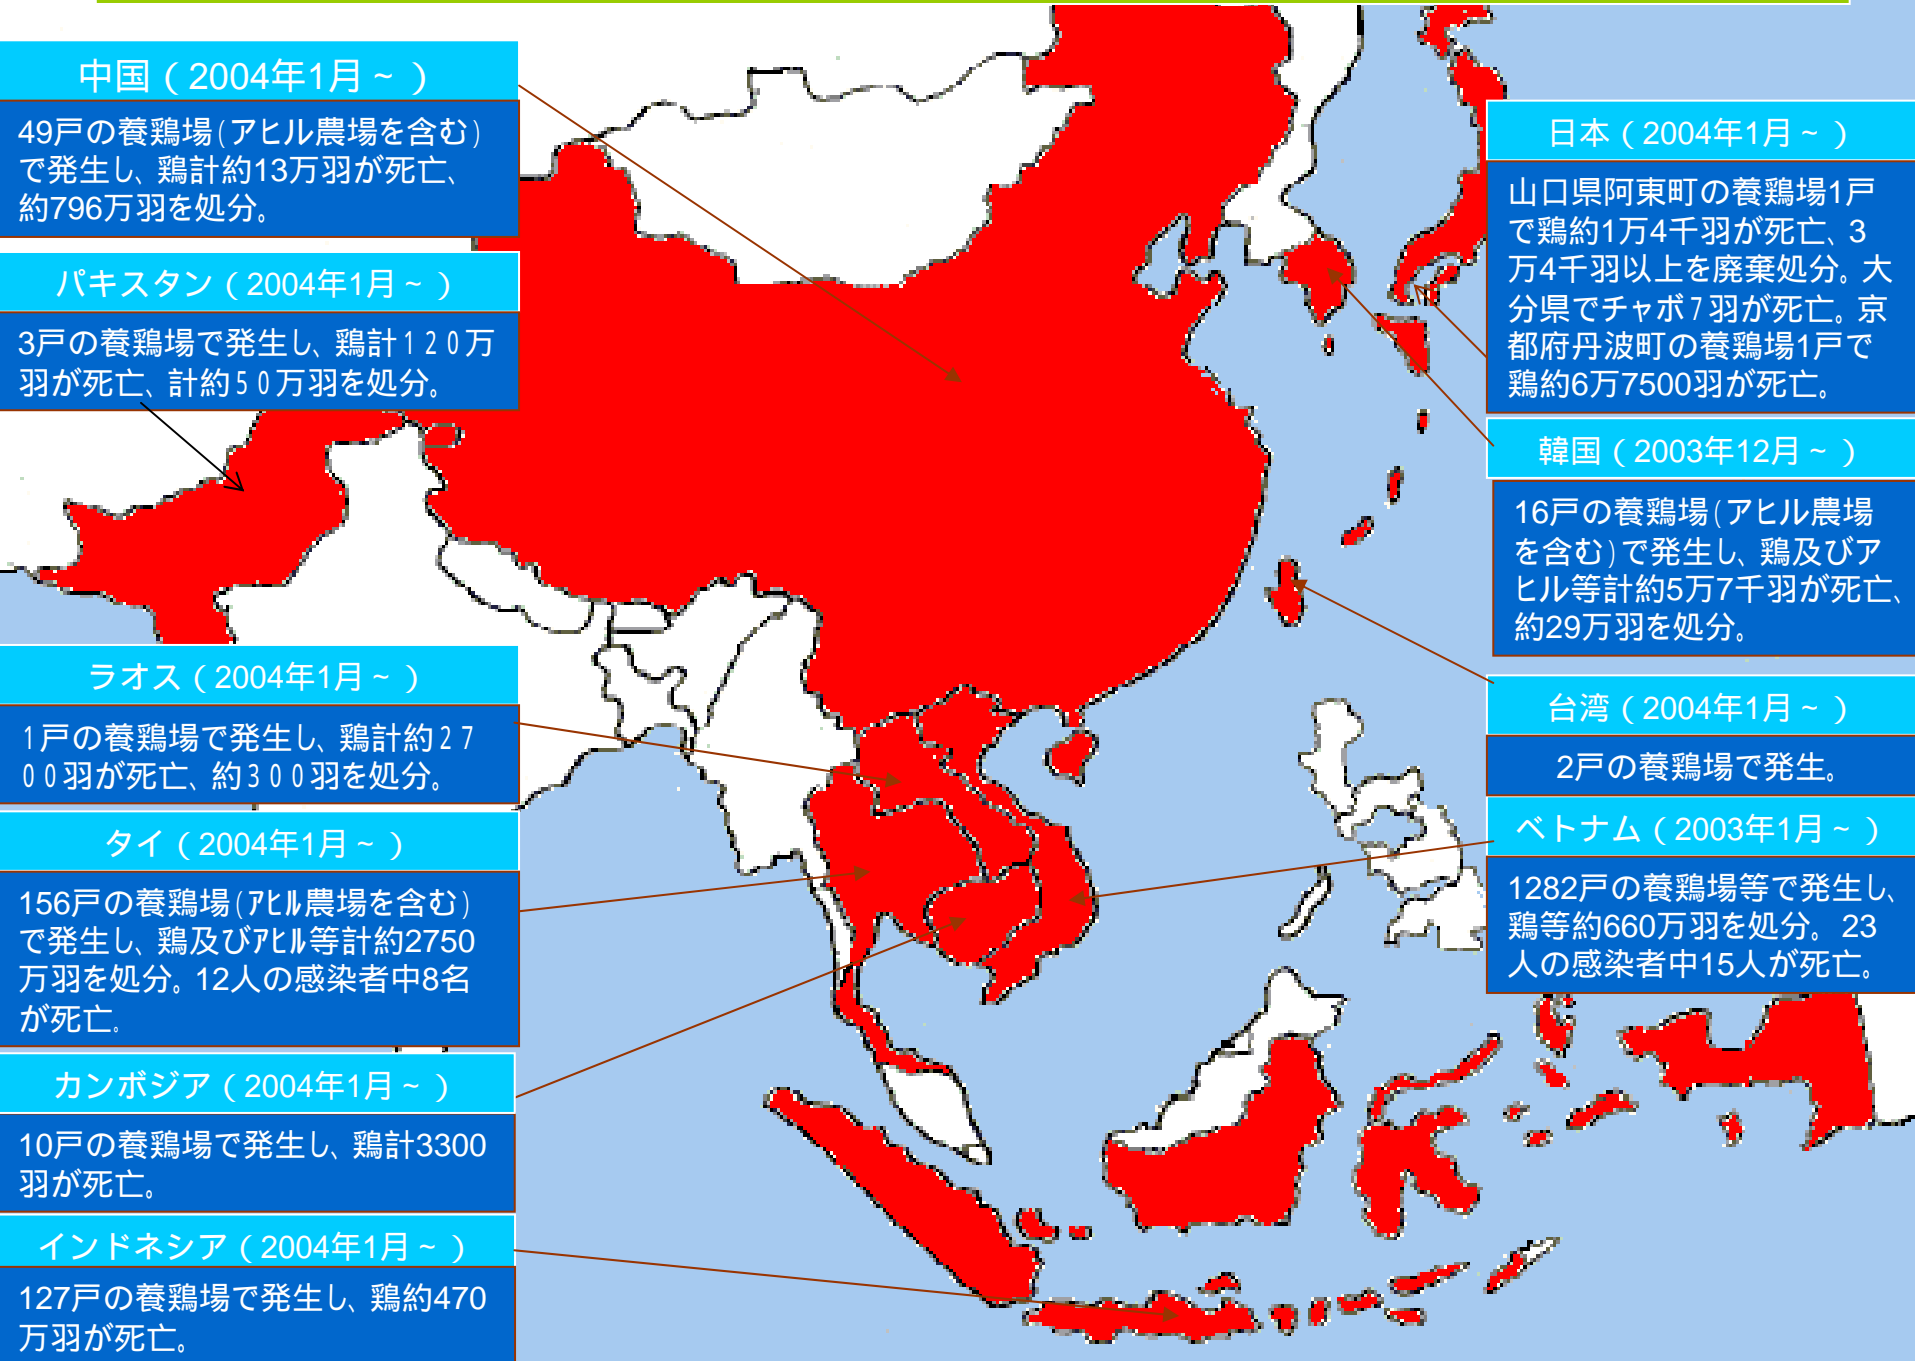 中国（2004年1月～）
49戸の養鶏場(アヒル農場を含む)
で発生し、鶏計約13万羽が死亡、
約796万羽を処分。
パキスタン（2004年1月～）
3戸の養鶏場で発生し、鶏計１２０万
羽が死亡、計約５０万羽を処分。
ラオス（2004年1月～）
１戸の養鶏場で発生し、鶏計約２７
００羽が死亡、約３００羽を処分。
タイ（2004年1月～）
156戸の養鶏場(ｱﾋﾙ農場を含む)
で発生し、鶏及びｱﾋﾙ等計約2750
万羽を処分。12人の感染者中8名
が死亡。
カンボジア（2004年1月～）
10戸の養鶏場で発生し、鶏計3300
羽が死亡。
インドネシア（2004年1月～）
127戸の養鶏場で発生し、鶏約470
万羽が死亡。
日本（2004年1月～）
山口県阿東町の養鶏場1戸
で鶏約1万4千羽が死亡、3
万4千羽以上を廃棄処分。大
分県でチャボ７羽が死亡。京
都府丹波町の養鶏場1戸で
鶏約6万7500羽が死亡。
韓国（2003年12月～）
16戸の養鶏場(アヒル農場
を含む)で発生し、鶏及びア
ヒル等計約5万7千羽が死亡、
約29万羽を処分。
台湾（2004年1月～）
2戸の養鶏場で発生。
ベトナム（2003年1月～）
1282戸の養鶏場等で発生し、
鶏等約660万羽を処分。23
人の感染者中15人が死亡。